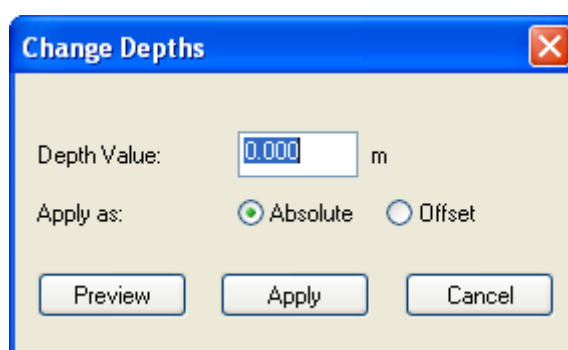 Change Depths
Depth Value: 0.000 m
Apply as: Absolute Offset
Preview Apply Cancel